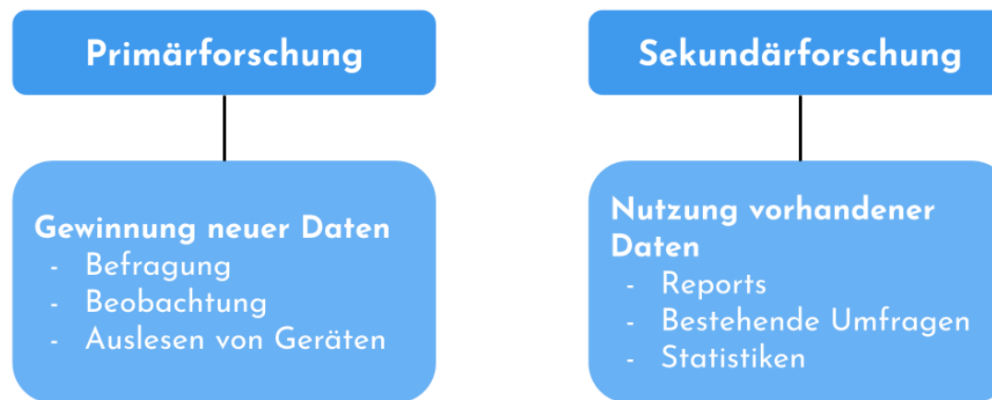 Primärforschung
Gewinnung neuer Daten
- Befragung
- Beobachtung
- Auslesen von Geräten
Sekundärforschung
Nutzung vorhandener
Daten
- Reports
- Bestehende Umfragen
- Statistiken